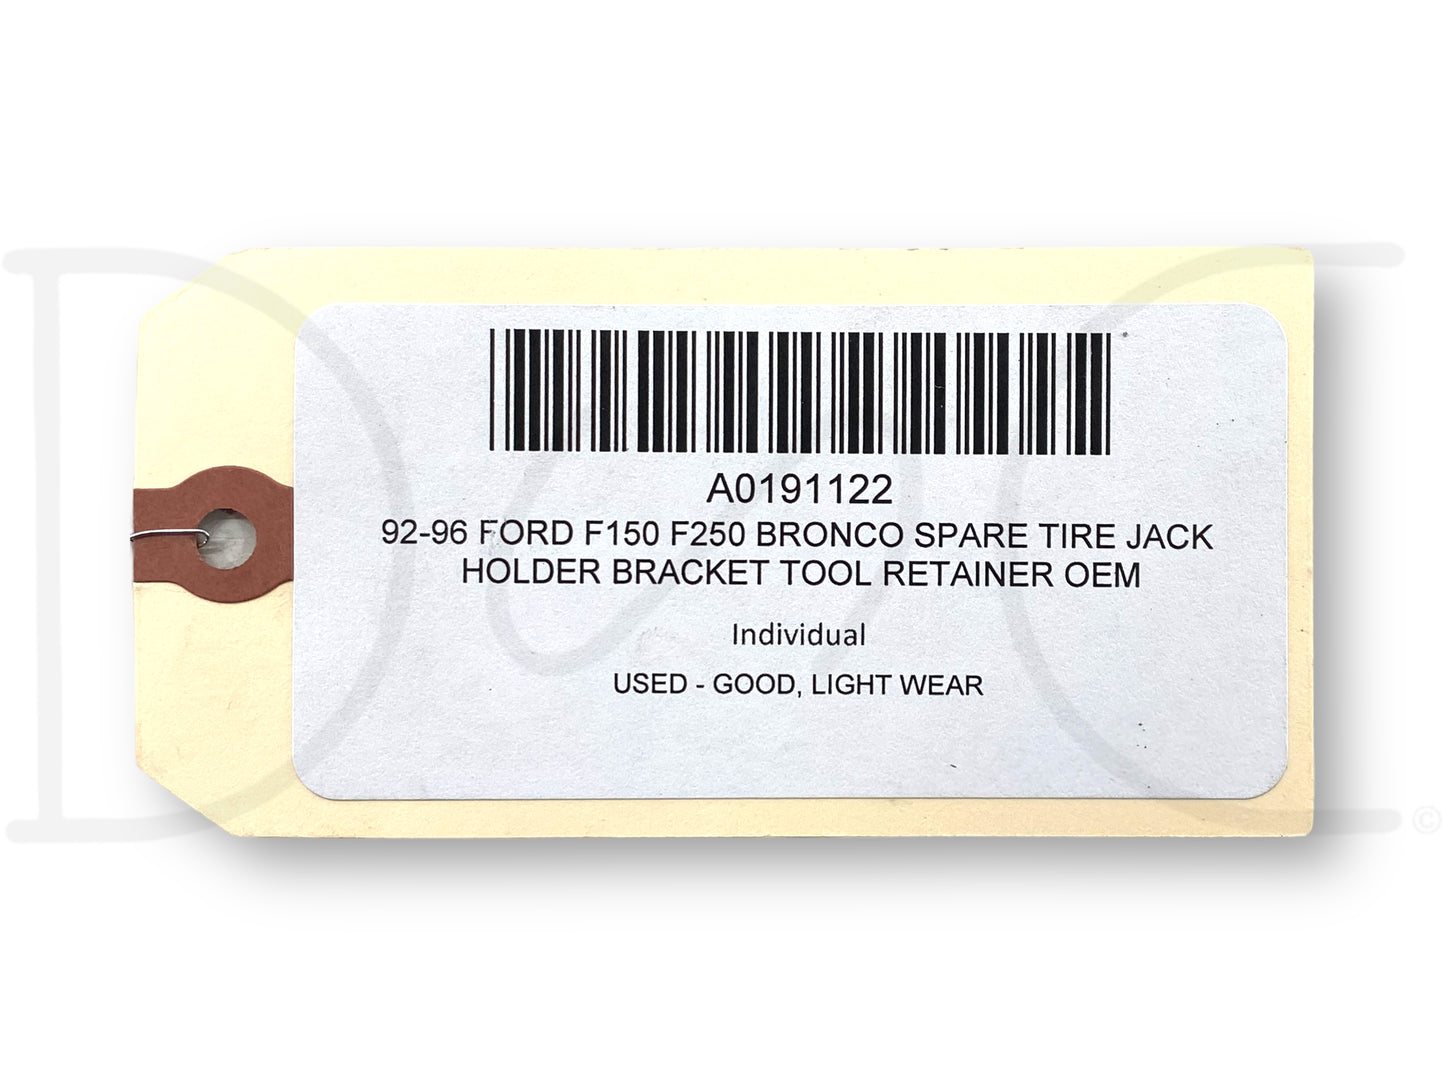 A0191122
92-96 FORD F150 F250 BRONCO SPARE TIRE JACK
HOLDER BRACKET TOOL RETAINER OEM
Individual
USED - GOOD, LIGHT WEAR
©